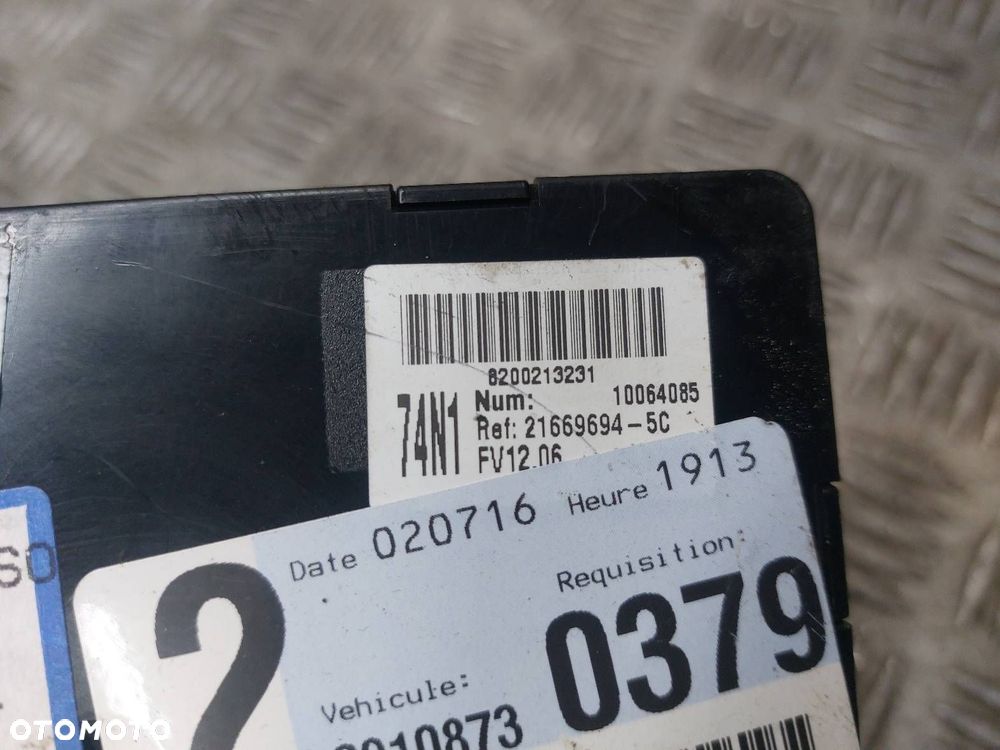 8200213231
74N1
Num: 10064085
Ref: 21669694-5C
FV12.06
Date 020716 Heure 1913
Requisition:
2
0379
Vehicule:
OTOMOTO